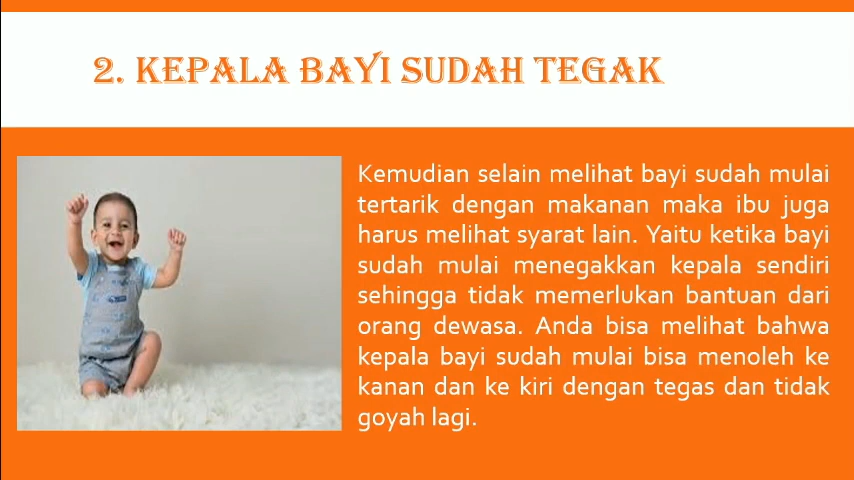 2. KEPALA BAYI SUDAH TEGAK
Kemudian selain melihat bayi sudah mulai
tertarik dengan makanan maka ibu juga
harus melihat syarat lain. Yaitu ketika bayi
sudah mulai menegakkan kepala sendiri
sehingga tidak memerlukan bantuan dari
orang dewasa. Anda bisa melihat bahwa
kepala bayi sudah mulai bisa menoleh ke
kanan dan ke kiri dengan tegas dan tidak
goyah lagi.